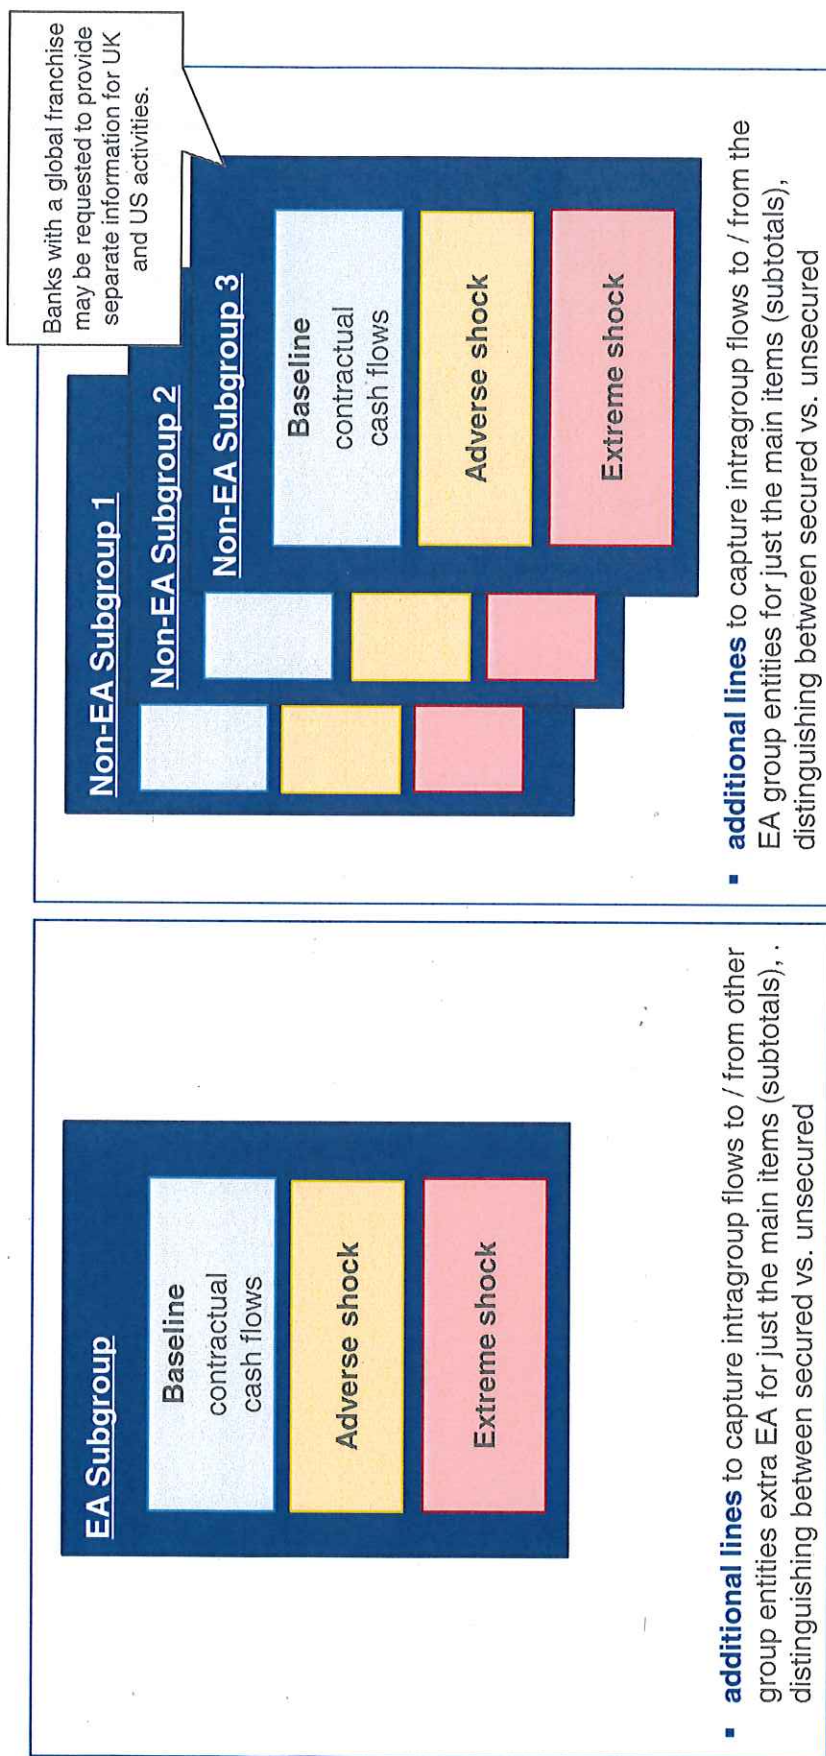 EA Subgroup
Baseline
contractual
cash flows
Adverse shock
Extreme shock
▪ additional lines to capture intragroup flows to / from other
group entities extra EA for just the main items (subtotals), .
distinguishing between secured vs. unsecured
Banks with a global franchise
may be requested to provide
separate information for UK
and US activities.
Non-EA Subgroup 1
Non-EA Subgroup 2
Non-EA Subgroup 3
Baseline
contractual
cash flows
Adverse shock
Extreme shock
▪ additional lines to capture intragroup flows to / from the
EA group entities for just the main items (subtotals),
distinguishing between secured vs. unsecured